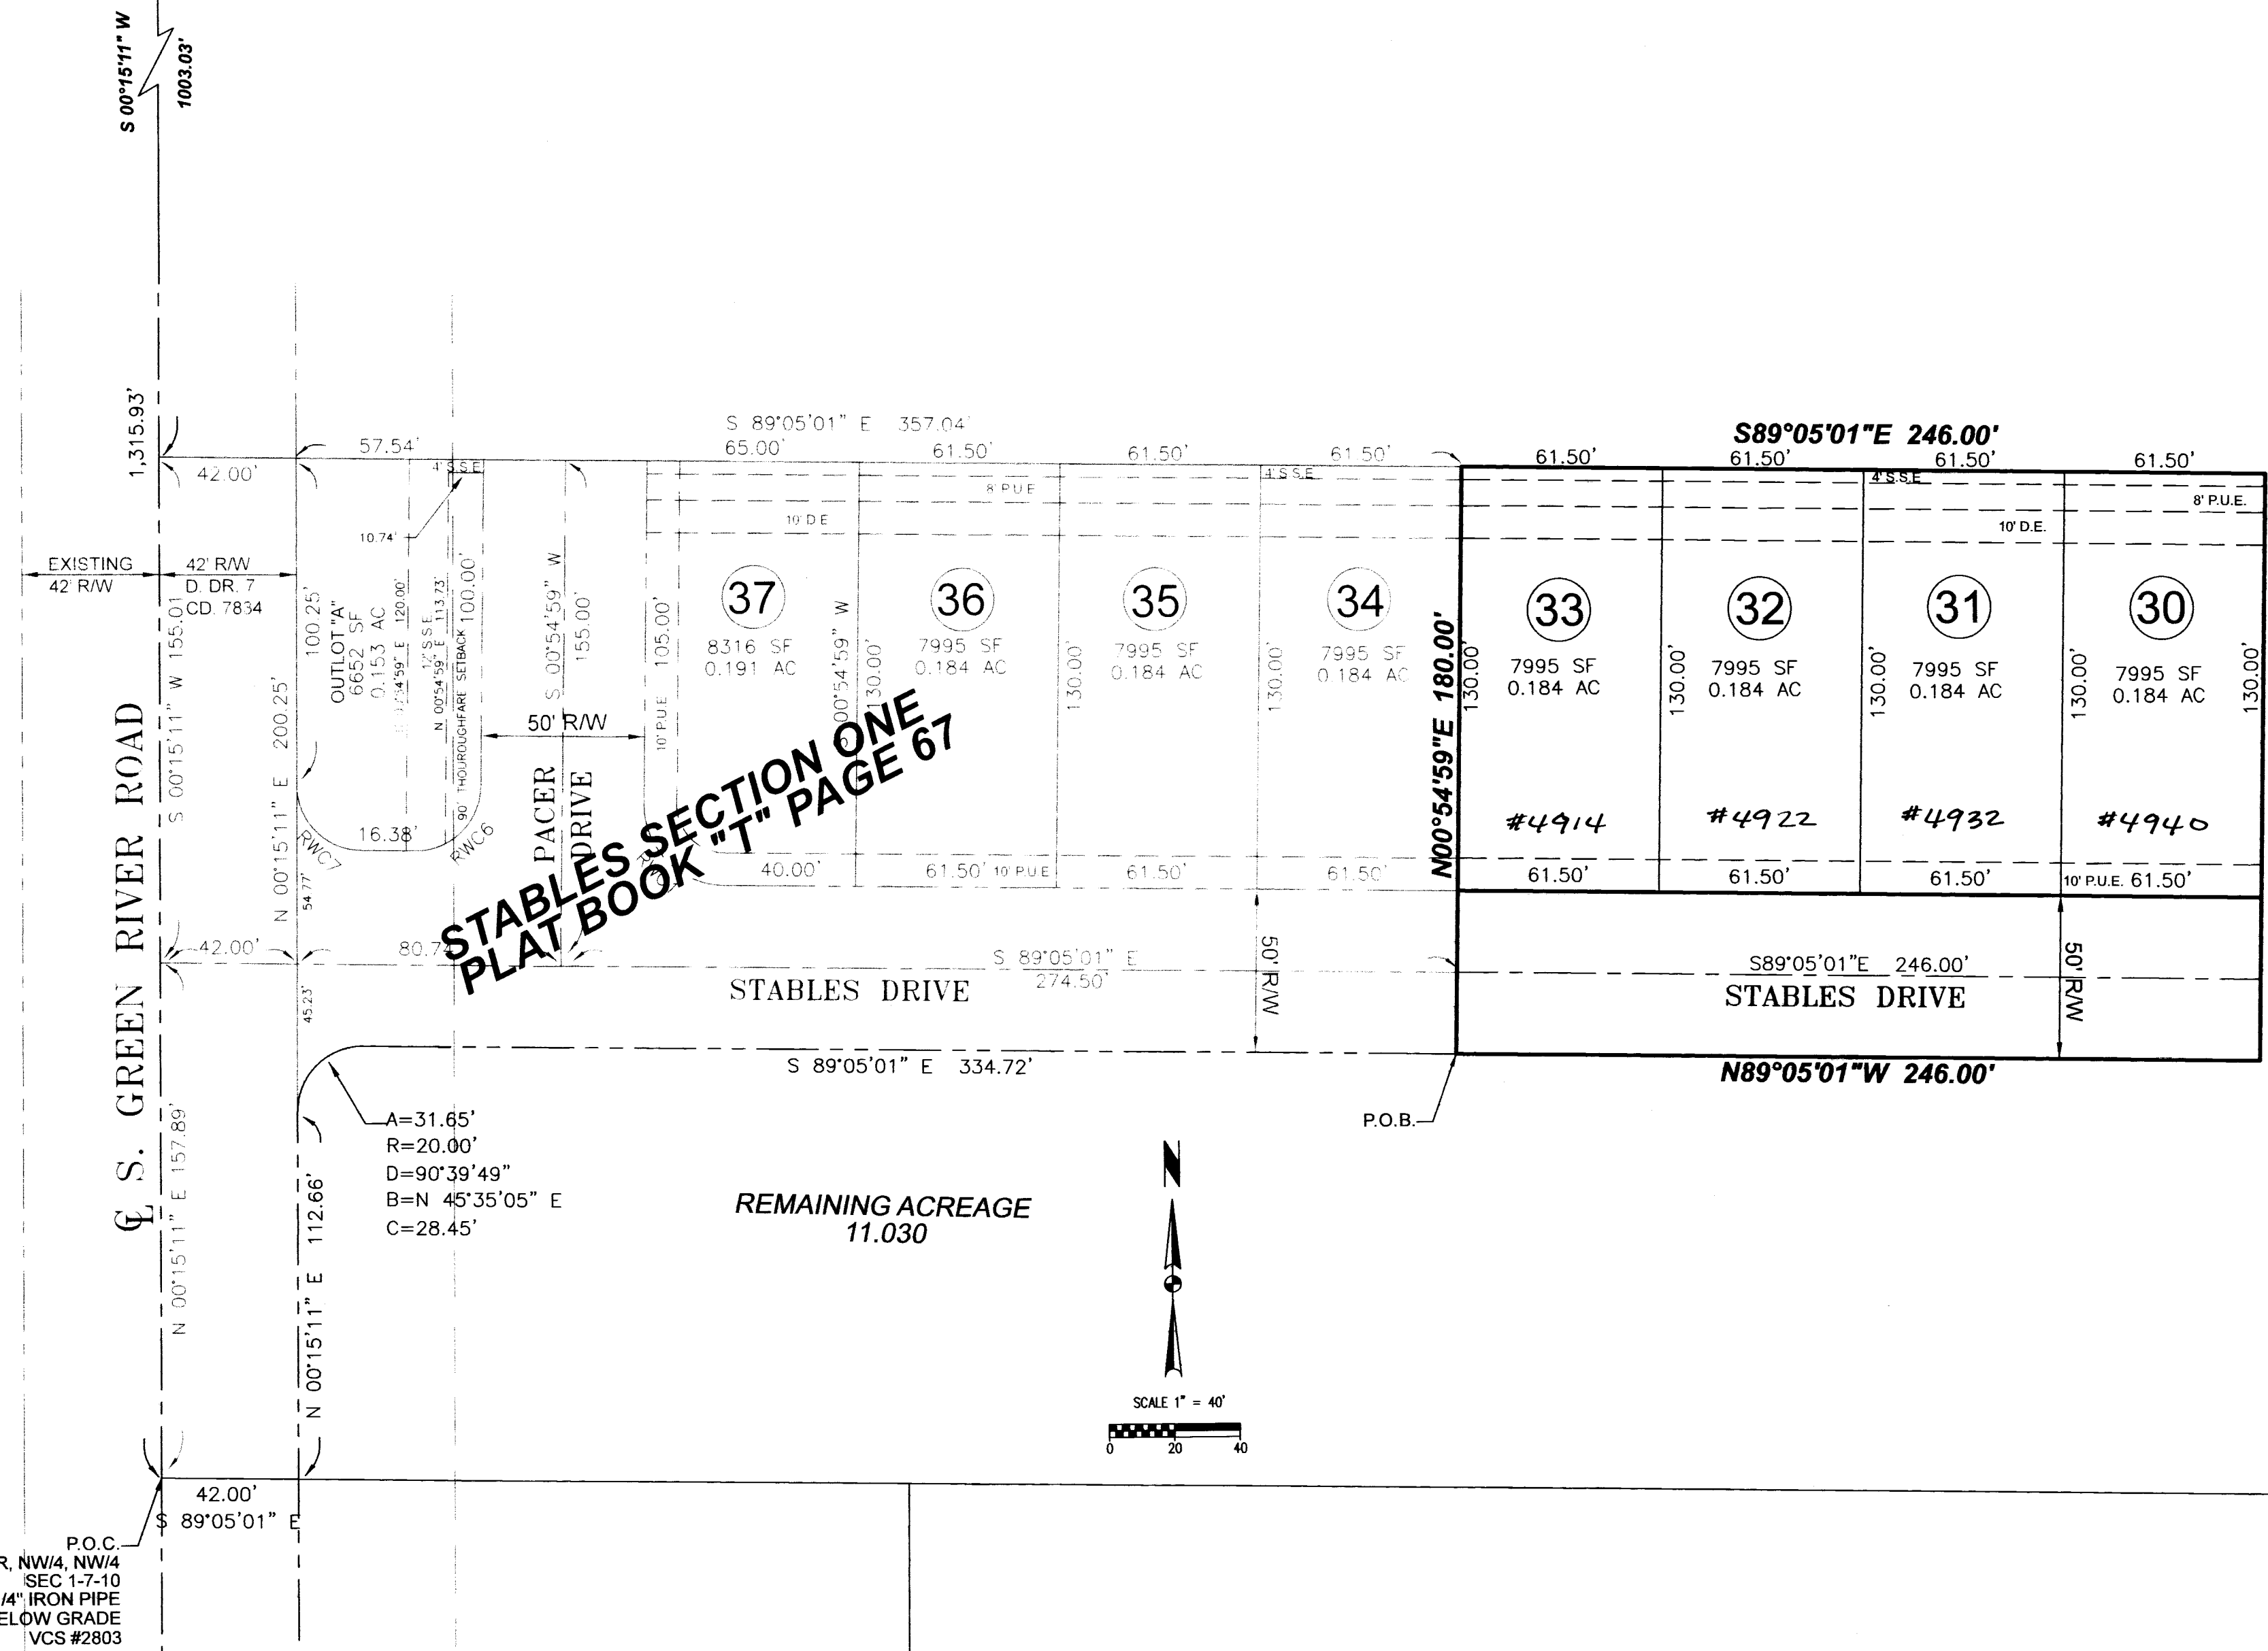 S 00°15'11" W
1003.03'
1,315.93'
S 89°05'01" E 357.04'
57.54'
65.00'
61.50'
61.50'
61.50'
S89°05'01"E 246.00'
61.50'
61.50'
61.50'
61.50'
42.00'
4' S.S.E
4' S.S.E
4' S.S.E
8' P.U.E
8' P.U.E.
10' D.E
10' D.E.
10.74'
EXISTING
42' R/W
42' R/W
D. DR. 7
CD. 7834
S 00°15'11" W 155.01
100.25'
N 00°15'11" E 200.25'
OUTLOT "A"
6652 SF
0.153 AC
120.00'
12' S.S.E
N 00°54'59" E 113.73'
90' THOUROUGHFARE SETBACK
100.00'
S 00°54'59" W
155.00'
50' R/W
10' P.U.E
105.00'
37
8316 SF
0.191 AC
00°54'59" W
130.00'
36
7995 SF
0.184 AC
130.00'
35
7995 SF
0.184 AC
130.00'
34
7995 SF
0.184 AC
N00°54'59"E 180.00'
130.00'
33
7995 SF
0.184 AC
130.00'
32
7995 SF
0.184 AC
130.00'
31
7995 SF
0.184 AC
130.00'
30
7995 SF
0.184 AC
130.00'
#4914
#4922
#4932
#4940
STABLES SECTION ONE
PLAT BOOK "T" PAGE 67
PACER
DRIVE
16.38'
RWC7
RWC6
54.77'
40.00'
61.50'
10' P.U.E
61.50'
61.50'
61.50'
61.50'
61.50'
10' P.U.E. 61.50'
42.00'
80.74
45.23'
S 89°05'01" E
274.50'
STABLES DRIVE
50' R/W
S89°05'01"E 246.00'
STABLES DRIVE
50' R/W
S 89°05'01" E 334.72'
N89°05'01"W 246.00'
P.O.B.
℄ S. GREEN RIVER ROAD
N 00°15'11" E 157.89'
N 00°15'11" E 112.66'
A=31.65'
R=20.00'
D=90°39'49"
B=N 45°35'05" E
C=28.45'
REMAINING ACREAGE
11.030
N
SCALE 1" = 40'
0 20 40
42.00'
S 89°05'01" E
P.O.C.
R, NW/4, NW/4
SEC 1-7-10
/4" IRON PIPE
ELOW GRADE
VCS #2803